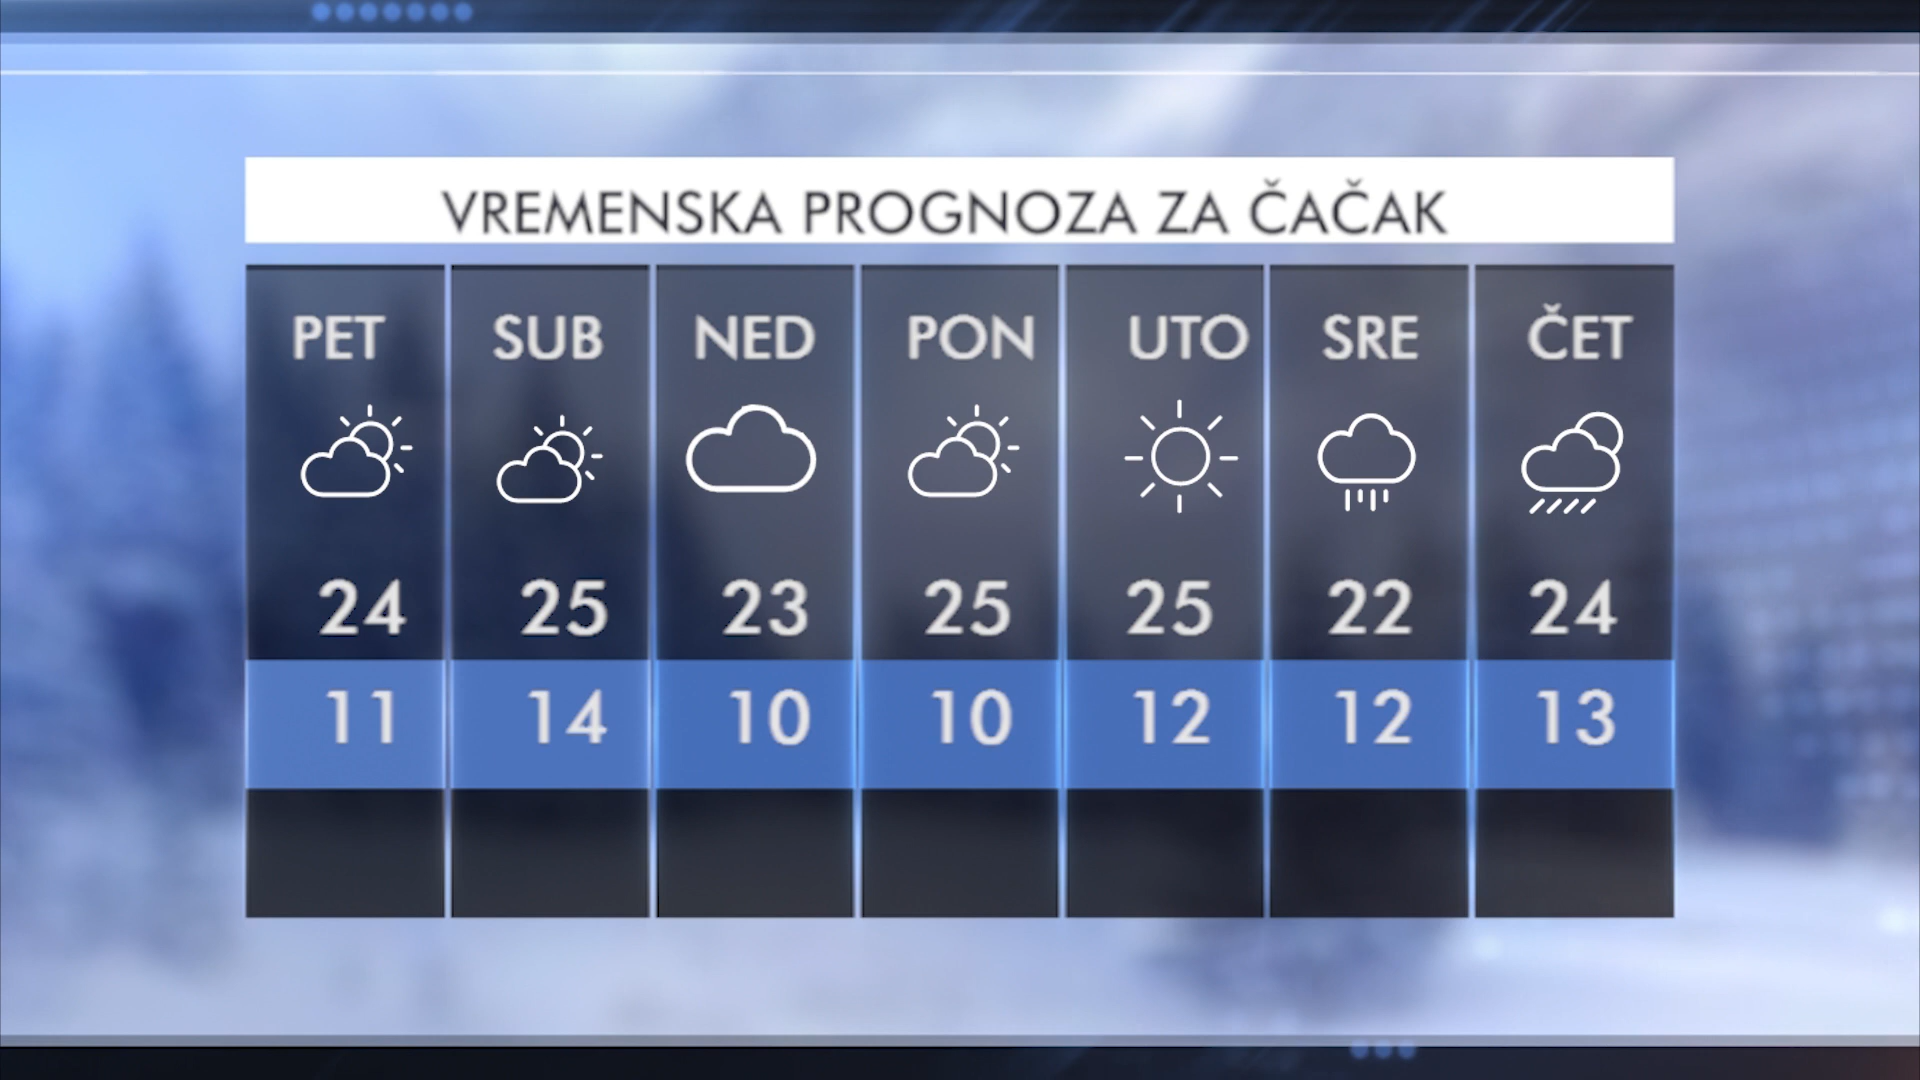 VREMENSKA PROGNOZA ZA ČAČAK
PET SUB NED PON UTO SRE ČET
24 25 23 25 25 22 24
11 14 10 10 12 12 13